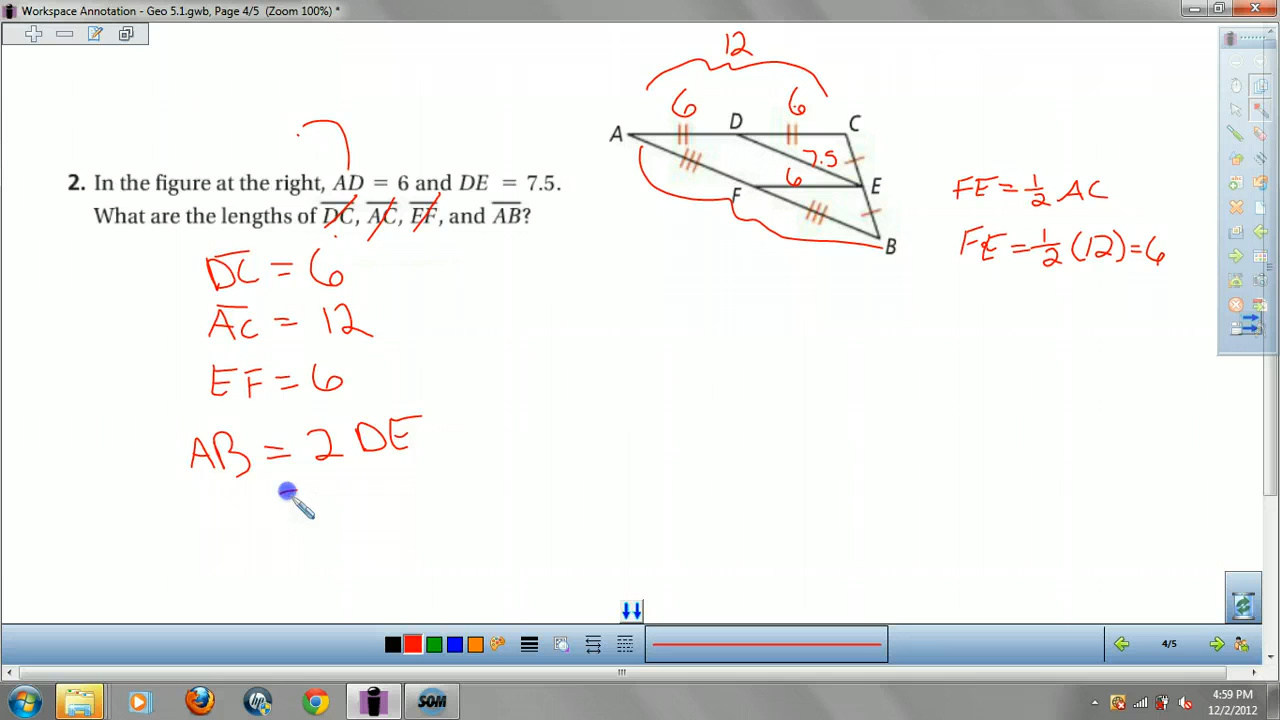 Workspace Annotation - Geo 5.1.gwb, Page 4/5 (Zoom 100%) *
12
6
6
A
D
C
7.5
6
E
F
B
2. In the figure at the right, AD = 6 and DE = 7.5.
What are the lengths of DC, AC, EF, and AB?
FE = 1/2 AC
FE = 1/2 (12) = 6
DC = 6
AC = 12
EF = 6
AB = 2 DE
4/5
SOM
4:59 PM
12/2/2012